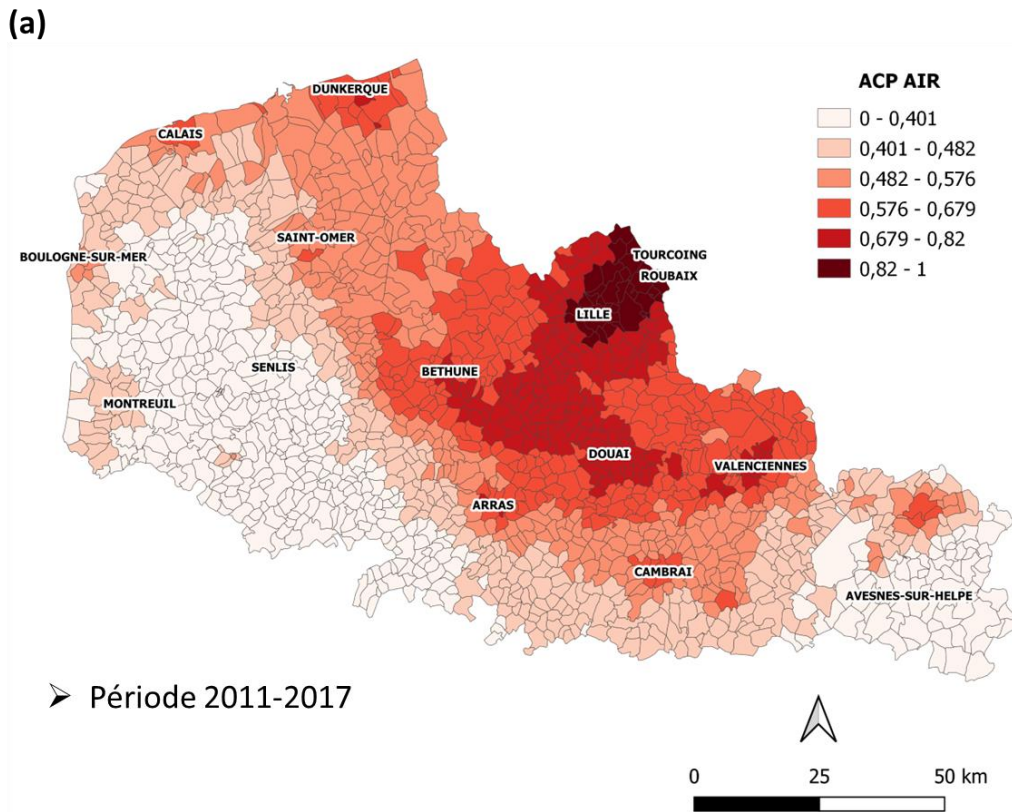 (a)
DUNKERQUE
CALAIS
ACP AIR
0 - 0,401
0,401 - 0,482
0,482 - 0,576
0,576 - 0,679
0,679 - 0,82
0,82 - 1
SAINT-OMER
BOULOGNE-SUR-MER
TOURCOING
ROUBAIX
LILLE
SENLIS
BETHUNE
MONTREUIL
DOUAI
VALENCIENNES
ARRAS
CAMBRAI
AVESNES-SUR-HELPE
➢ Période 2011-2017
0 25 50 km